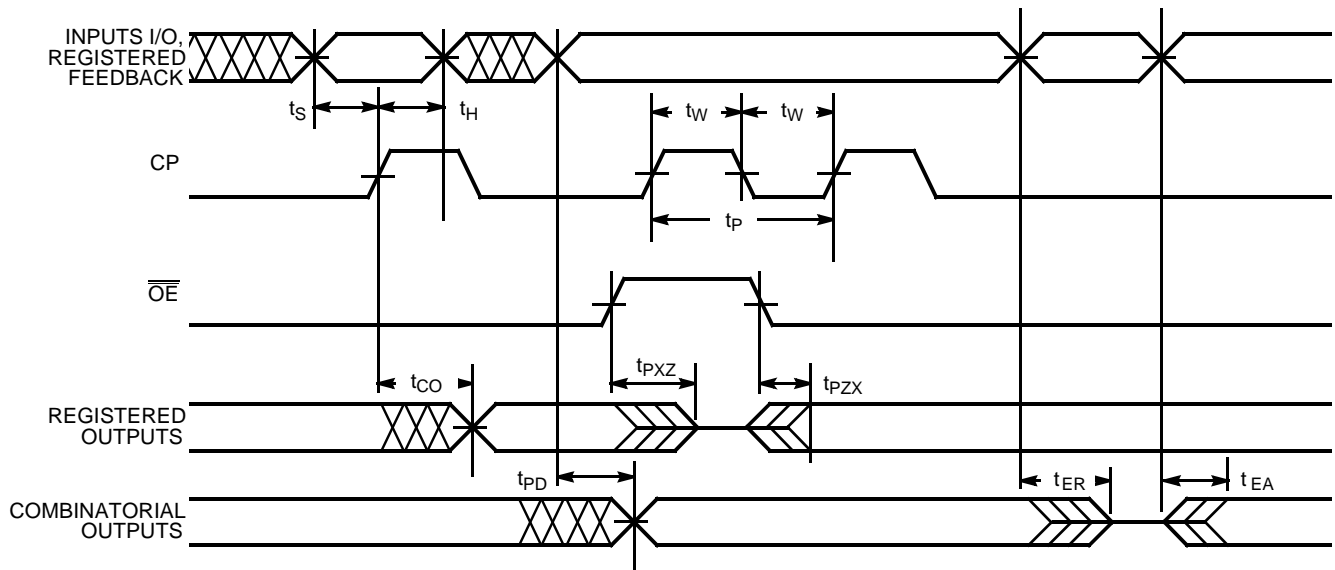 INPUTS I/O,
REGISTERED
FEEDBACK
tS
tH
tW
tW
CP
tP
OE
tCO
tPXZ
tPZX
REGISTERED
OUTPUTS
tPD
tER
tEA
COMBINATORIAL
OUTPUTS